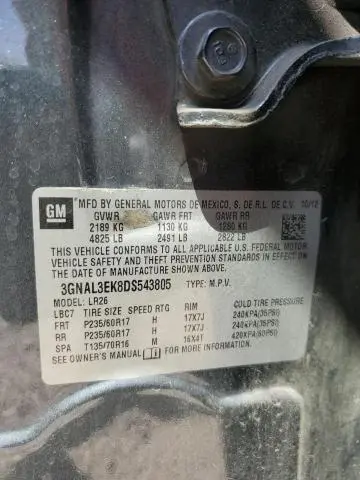 GM
MFD BY GENERAL MOTORS DE MEXICO, S. DE R.L. DE C.V. 10/12
GVWR GAWR FRT GAWR RR
2189 KG 1130 KG 1280 KG
4825 LB 2491 LB 2822 LB
THIS VEHICLE CONFORMS TO ALL APPLICABLE U.S. FEDERAL MOTOR
VEHICLE SAFETY AND THEFT PREVENTION STANDARDS IN EFFECT ON
THE DATE OF MANUFACTURE SHOWN ABOVE.
3GNAL3EK8DS543805 TYPE: M.P.V.
MODEL: LR26
LBC7 TIRE SIZE SPEED RTG RIM COLD TIRE PRESSURE
FRT P235/60R17 H 17X7J 240KPA(35PSI)
RR P235/60R17 H 17X7J 240KPA(35PSI)
SPA T135/70R16 M 16X4T 420KPA(60PSI)
SEE OWNER'S MANUAL FOR ADDITIONAL INFORMATION